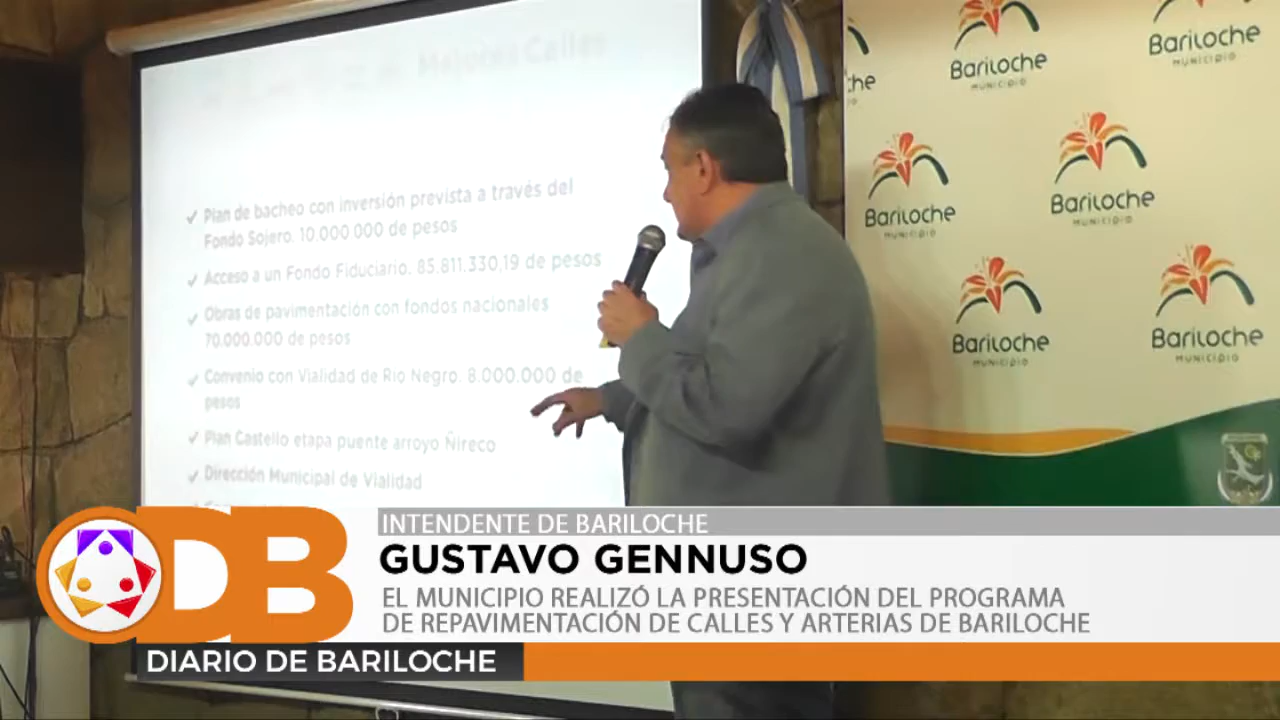 Mejorar Calles
✓ Plan de bacheo con inversión prevista a través del
Fondo Sojero. 10.000.000 de pesos
✓ Acceso a un Fondo Fiduciario. 85.811.330,19 de pesos
✓ Obras de pavimentación con fondos nacionales
70.000.000 de pesos
✓ Convenio con Vialidad de Rio Negro. 8.000.000 de
pesos
✓ Plan Castello etapa puente arroyo Ñireco
✓ Dirección Municipal de Vialidad
che
Bariloche
MUNICIPIO
Bariloche
MUNICIPIO
Bariloche
MUNICIPIO
Bariloche
MUNICIPIO
Bariloche
MUNICIPIO
Bariloche
MUNICIPIO
DB
INTENDENTE DE BARILOCHE
GUSTAVO GENNUSO
EL MUNICIPIO REALIZÓ LA PRESENTACIÓN DEL PROGRAMA
DE REPAVIMENTACIÓN DE CALLES Y ARTERIAS DE BARILOCHE
DIARIO DE BARILOCHE